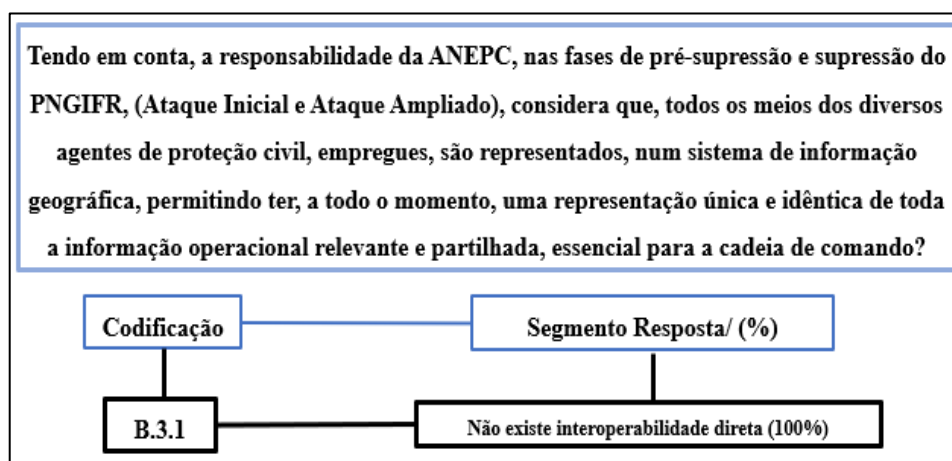 Tendo em conta, a responsabilidade da ANEPC, nas fases de pré-supressão e supressão do
PNGIFR, (Ataque Inicial e Ataque Ampliado), considera que, todos os meios dos diversos
agentes de proteção civil, empregues, são representados, num sistema de informação
geográfica, permitindo ter, a todo o momento, uma representação única e idêntica de toda
a informação operacional relevante e partilhada, essencial para a cadeia de comando?
Codificação
Segmento Resposta/ (%)
B.3.1
Não existe interoperabilidade direta (100%)